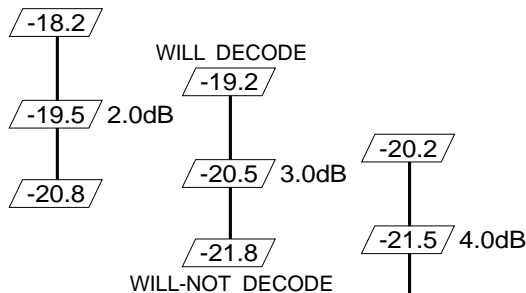 -18.2
WILL DECODE
-19.2
-19.5 2.0dB
-20.2
-20.5 3.0dB
-20.8
-21.5 4.0dB
-21.8
WILL-NOT DECODE